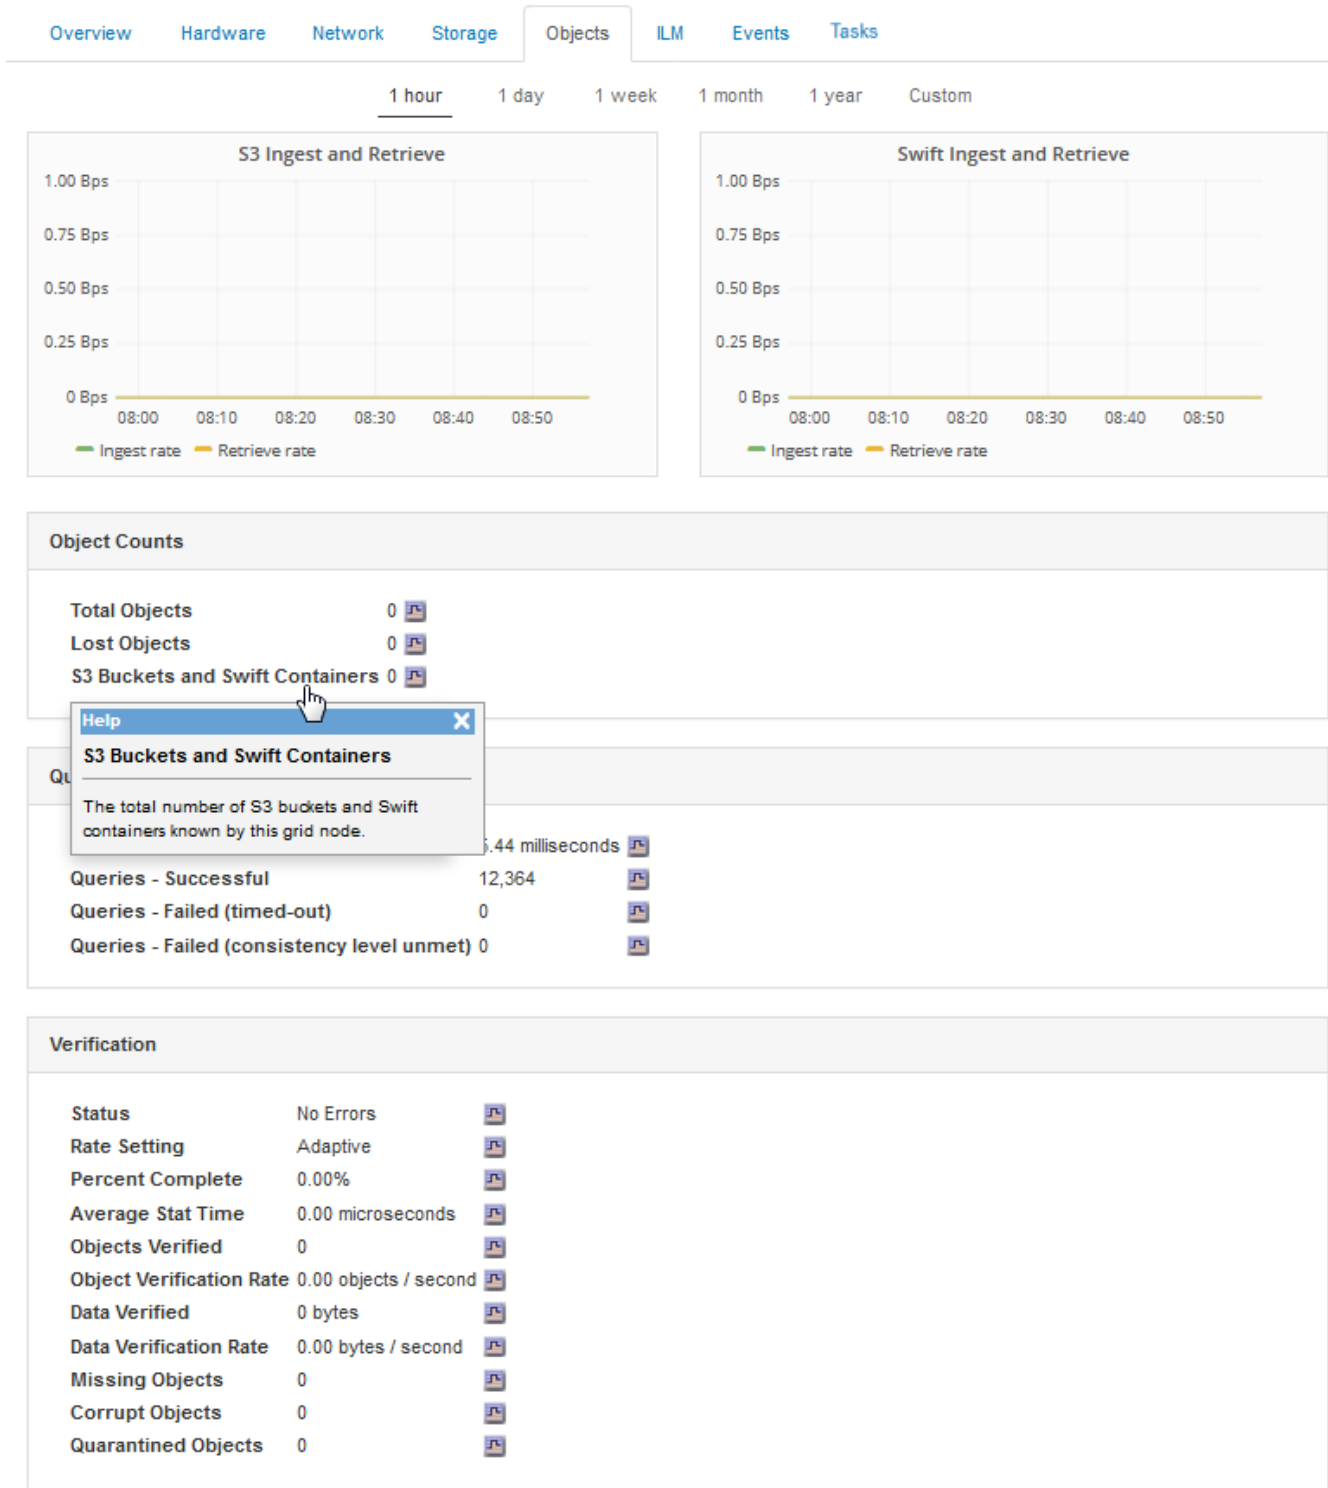 Overview Hardware Network Storage Objects ILM Events Tasks
1 hour 1 day 1 week 1 month 1 year Custom
S3 Ingest and Retrieve
1.00 Bps
0.75 Bps
0.50 Bps
0.25 Bps
0 Bps
08:00 08:10 08:20 08:30 08:40 08:50
Ingest rate Retrieve rate
Swift Ingest and Retrieve
1.00 Bps
0.75 Bps
0.50 Bps
0.25 Bps
0 Bps
08:00 08:10 08:20 08:30 08:40 08:50
Ingest rate Retrieve rate
Object Counts
Total Objects 0
Lost Objects 0
S3 Buckets and Swift Containers 0
Help
S3 Buckets and Swift Containers
The total number of S3 buckets and Swift
containers known by this grid node.
.44 milliseconds
Queries - Successful 12,364
Queries - Failed (timed-out) 0
Queries - Failed (consistency level unmet) 0
Verification
Status No Errors
Rate Setting Adaptive
Percent Complete 0.00%
Average Stat Time 0.00 microseconds
Objects Verified 0
Object Verification Rate 0.00 objects / second
Data Verified 0 bytes
Data Verification Rate 0.00 bytes / second
Missing Objects 0
Corrupt Objects 0
Quarantined Objects 0